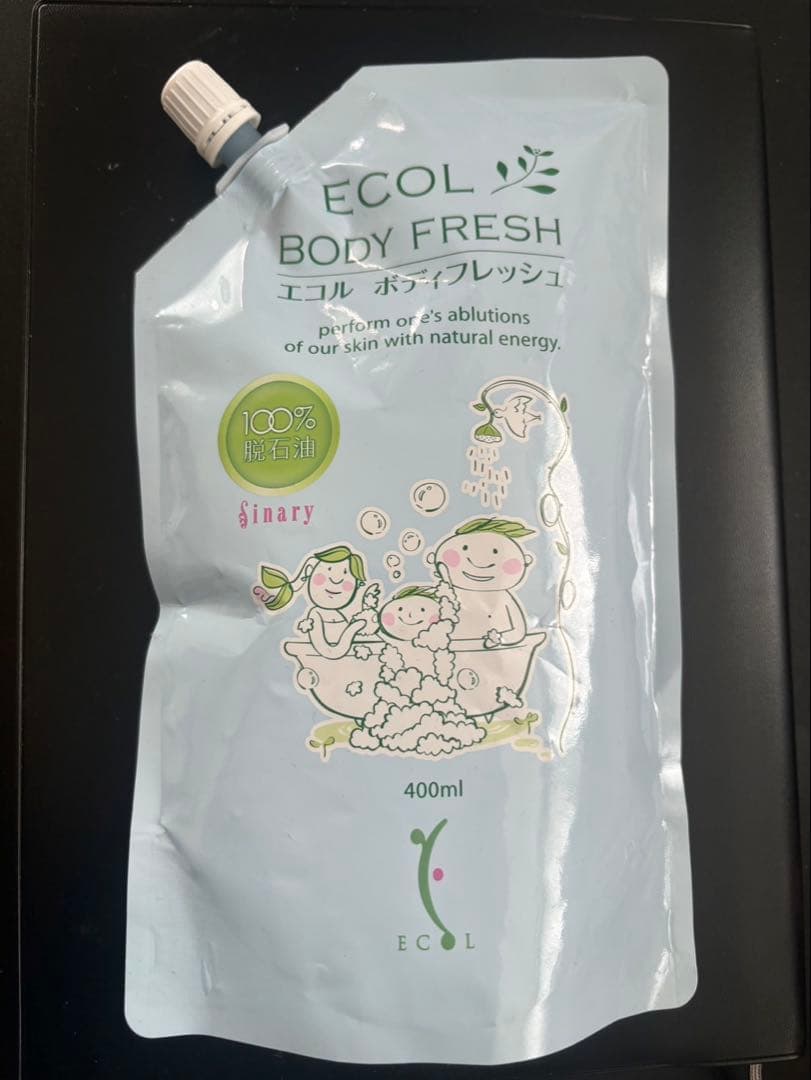 ECOL
BODY FRESH
エコル ボディフレッシュ
perform one's ablutions
of our skin with natural energy.
100%
脱石油
Sinary
400ml
ECOL